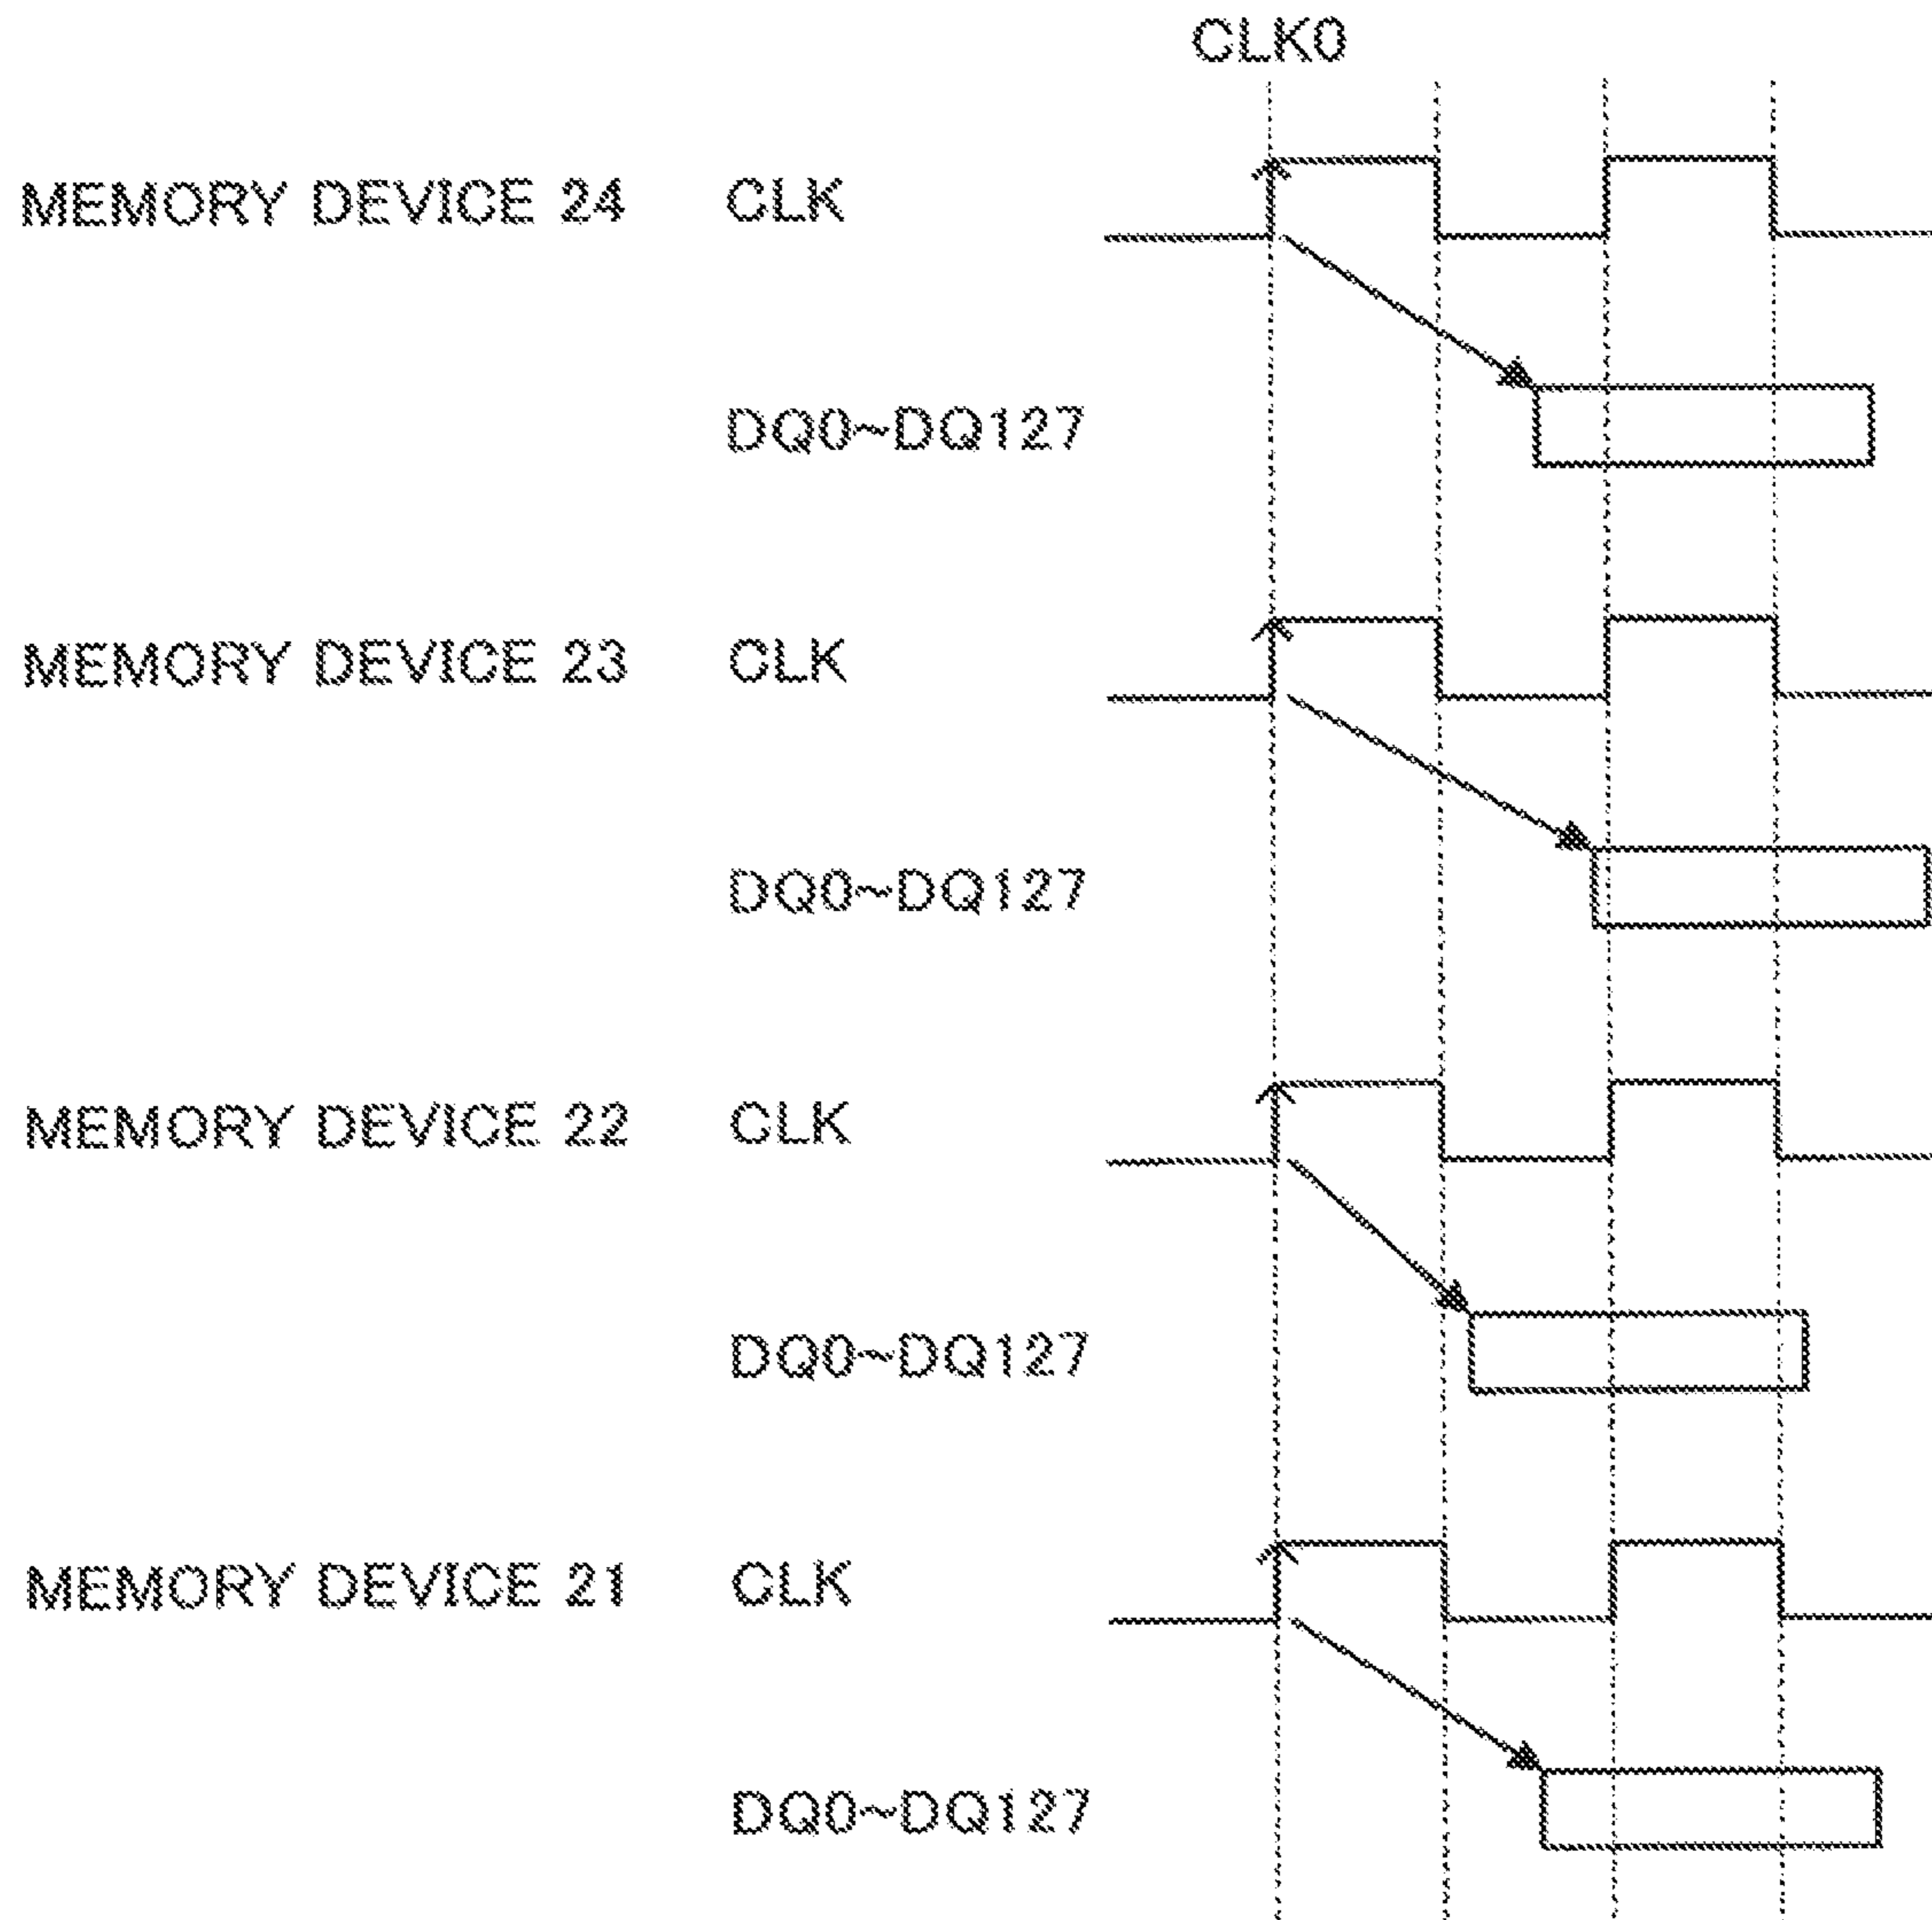 CLK0
MEMORY DEVICE 24 CLK
DQ0~DQ127
MEMORY DEVICE 23 CLK
DQ0~DQ127
MEMORY DEVICE 22 CLK
DQ0~DQ127
MEMORY DEVICE 21 CLK
DQ0~DQ127